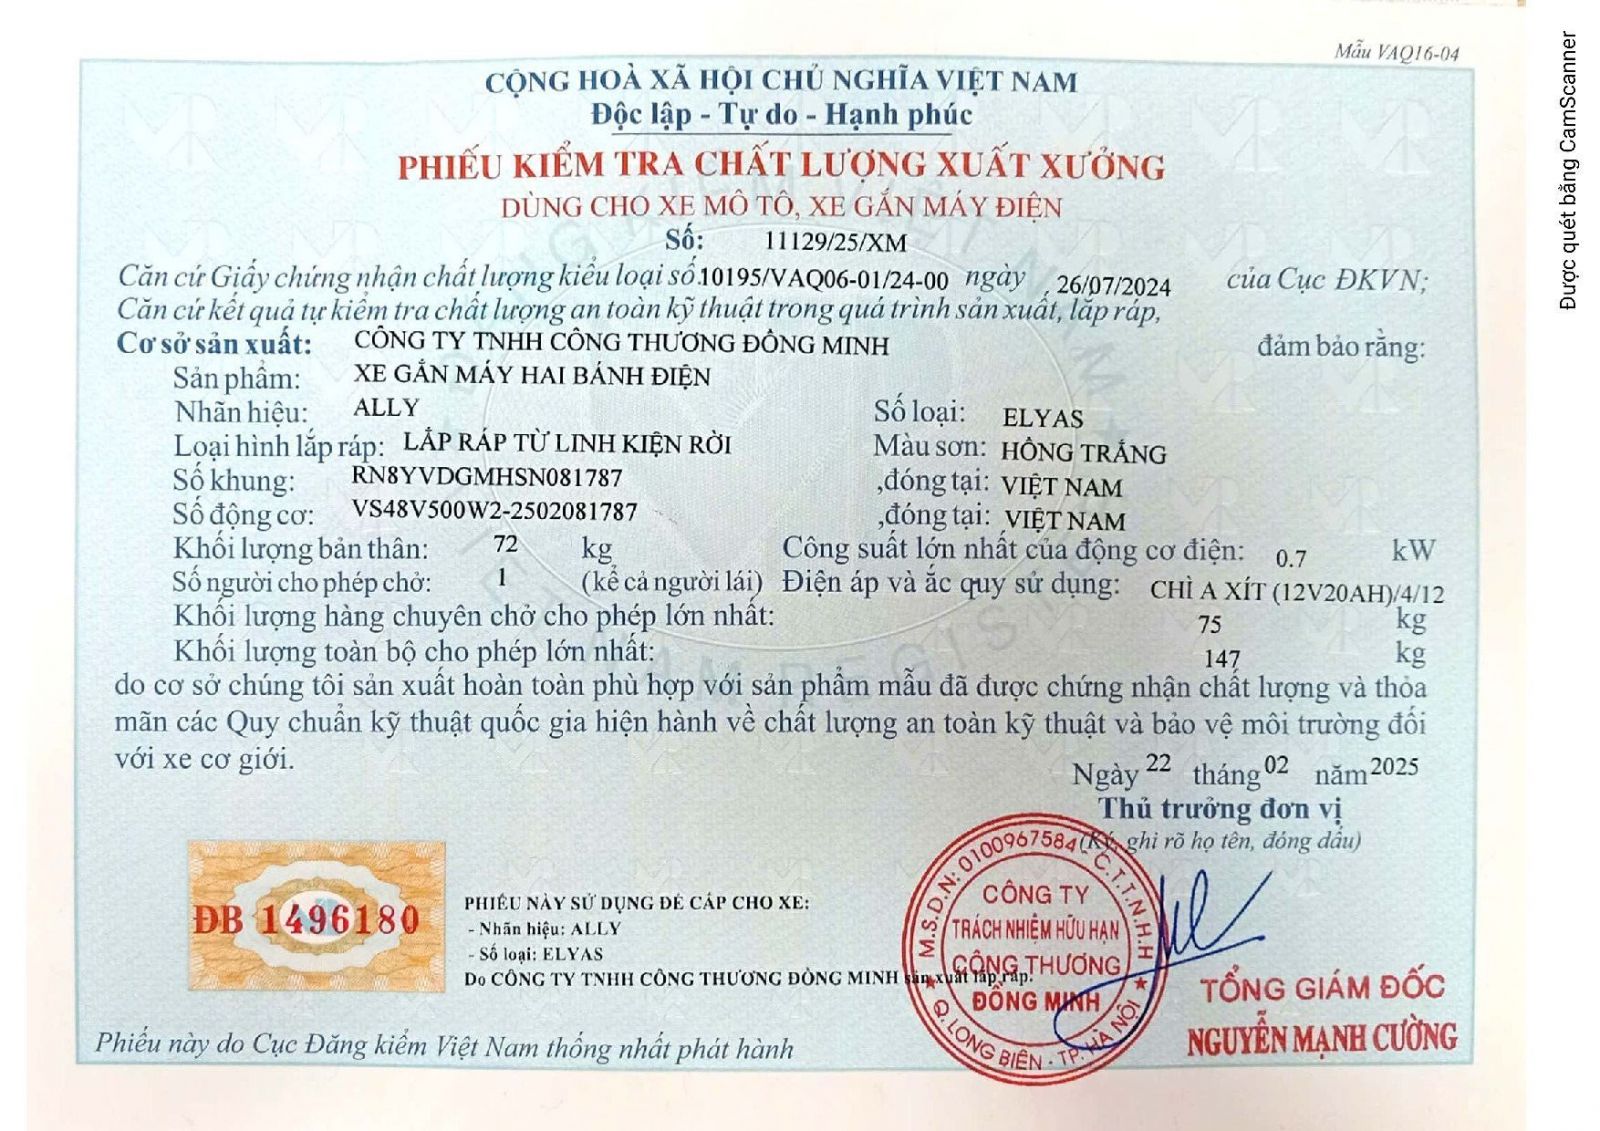 Mẫu VAQ16-04
CỘNG HOÀ XÃ HỘI CHỦ NGHĨA VIỆT NAM
Độc lập - Tự do - Hạnh phúc
PHIẾU KIỂM TRA CHẤT LƯỢNG XUẤT XƯỞNG
DÙNG CHO XE MÔ TÔ, XE GẮN MÁY ĐIỆN
Số: 11129/25/XM
Căn cứ Giấy chứng nhận chất lượng kiểu loại số 10195/VAQ06-01/24-00 ngày 26/07/2024 của Cục ĐKVN;
Căn cứ kết quả tự kiểm tra chất lượng an toàn kỹ thuật trong quá trình sản xuất, lắp ráp,
Cơ sở sản xuất: CÔNG TY TNHH CÔNG THƯƠNG ĐỒNG MINH đảm bảo rằng:
Sản phẩm: XE GẮN MÁY HAI BÁNH ĐIỆN
Nhãn hiệu: ALLY Số loại: ELYAS
Loại hình lắp ráp: LẮP RÁP TỪ LINH KIỆN RỜI Màu sơn: HỒNG TRẮNG
Số khung: RN8YVDGMHSN081787 ,đóng tại: VIỆT NAM
Số động cơ: VS48V500W2-2502081787 ,đóng tại: VIỆT NAM
Khối lượng bản thân: 72 kg Công suất lớn nhất của động cơ điện: 0.7 kW
Số người cho phép chở: 1 (kể cả người lái) Điện áp và ắc quy sử dụng: CHÌ A XÍT (12V20AH)/4/12
Khối lượng hàng chuyên chở cho phép lớn nhất: 75 kg
Khối lượng toàn bộ cho phép lớn nhất: 147 kg
do cơ sở chúng tôi sản xuất hoàn toàn phù hợp với sản phẩm mẫu đã được chứng nhận chất lượng và thỏa
mãn các Quy chuẩn kỹ thuật quốc gia hiện hành về chất lượng an toàn kỹ thuật và bảo vệ môi trường đối
với xe cơ giới.
Ngày 22 tháng 02 năm 2025
Thủ trưởng đơn vị
(Ký, ghi rõ họ tên, đóng dấu)
ĐB 1496180
PHIẾU NÀY SỬ DỤNG ĐỂ CẤP CHO XE:
- Nhãn hiệu: ALLY
- Số loại: ELYAS
Do CÔNG TY TNHH CÔNG THƯƠNG ĐỒNG MINH sản xuất lắp ráp.
M.S.D.N: 0100967584 - C.T.T.N.H.H
CÔNG TY
TRÁCH NHIỆM HỮU HẠN
CÔNG THƯƠNG
ĐỒNG MINH
Q. LONG BIÊN - TP. HÀ NỘI
TỔNG GIÁM ĐỐC
NGUYỄN MẠNH CƯỜNG
Phiếu này do Cục Đăng kiểm Việt Nam thống nhất phát hành
Được quét bằng CamScanner